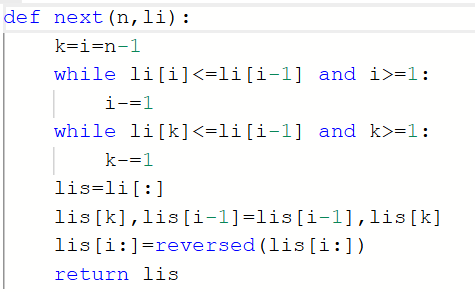 def next(n,li):
    k=i=n-1
    while li[i]<=li[i-1] and i>=1:
        i-=1
    while li[k]<=li[i-1] and k>=1:
        k-=1
    lis=li[:]
    lis[k],lis[i-1]=lis[i-1],lis[k]
    lis[i:]=reversed(lis[i:])
    return lis